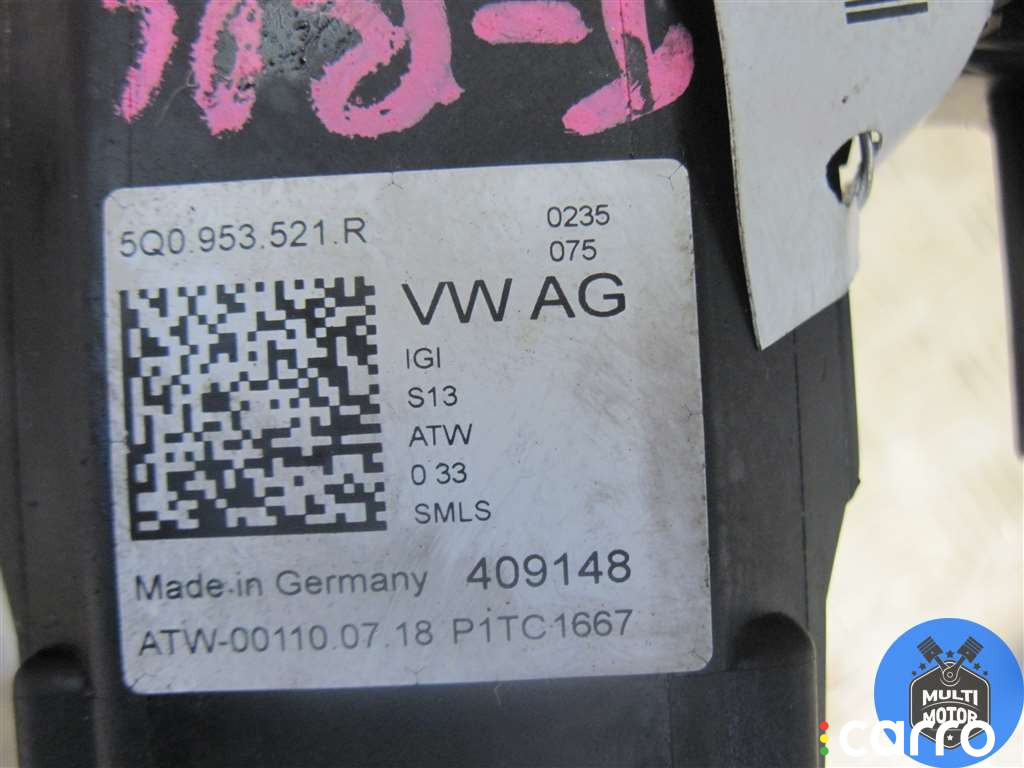 5Q0.953.521.R
0235
075
VW AG
IGI
S13
ATW
0 33
SMLS
Made in Germany 409148
ATW-00110.07.18 P1TC1667
MULTI
MOTOR
carro